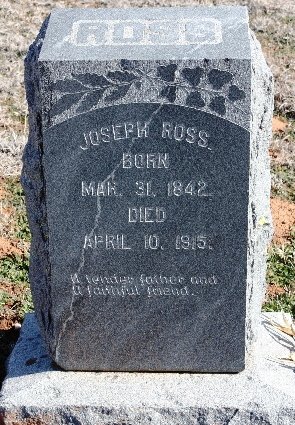 ROSS
JOSEPH ROSS.
BORN
MAR. 31. 1842.
DIED
APRIL 10. 1915.
A tender father and
a faithful friend.